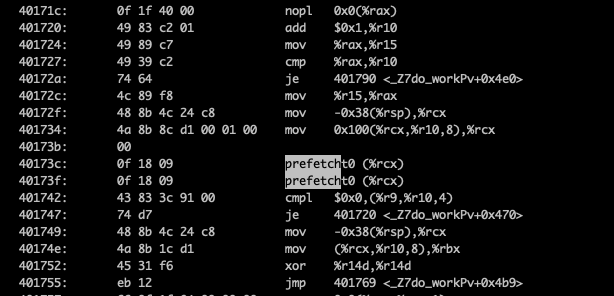 40171c: 0f 1f 40 00 nopl 0x0(%rax)
401720: 49 83 c2 01 add $0x1,%r10
401724: 49 89 c7 mov %rax,%r15
401727: 49 39 c2 cmp %rax,%r10
40172a: 74 64 je 401790 <_Z7do_workPv+0x4e0>
40172c: 4c 89 f8 mov %r15,%rax
40172f: 48 8b 4c 24 c8 mov -0x38(%rsp),%rcx
401734: 4a 8b 8c d1 00 01 00 mov 0x100(%rcx,%r10,8),%rcx
40173b: 00
40173c: 0f 18 09 prefetcht0 (%rcx)
40173f: 0f 18 09 prefetcht0 (%rcx)
401742: 43 83 3c 91 00 cmpl $0x0,(%r9,%r10,4)
401747: 74 d7 je 401720 <_Z7do_workPv+0x470>
401749: 48 8b 4c 24 c8 mov -0x38(%rsp),%rcx
40174e: 4a 8b 1c d1 mov (%rcx,%r10,8),%rbx
401752: 45 31 f6 xor %r14d,%r14d
401755: eb 12 jmp 401769 <_Z7do_workPv+0x4b9>